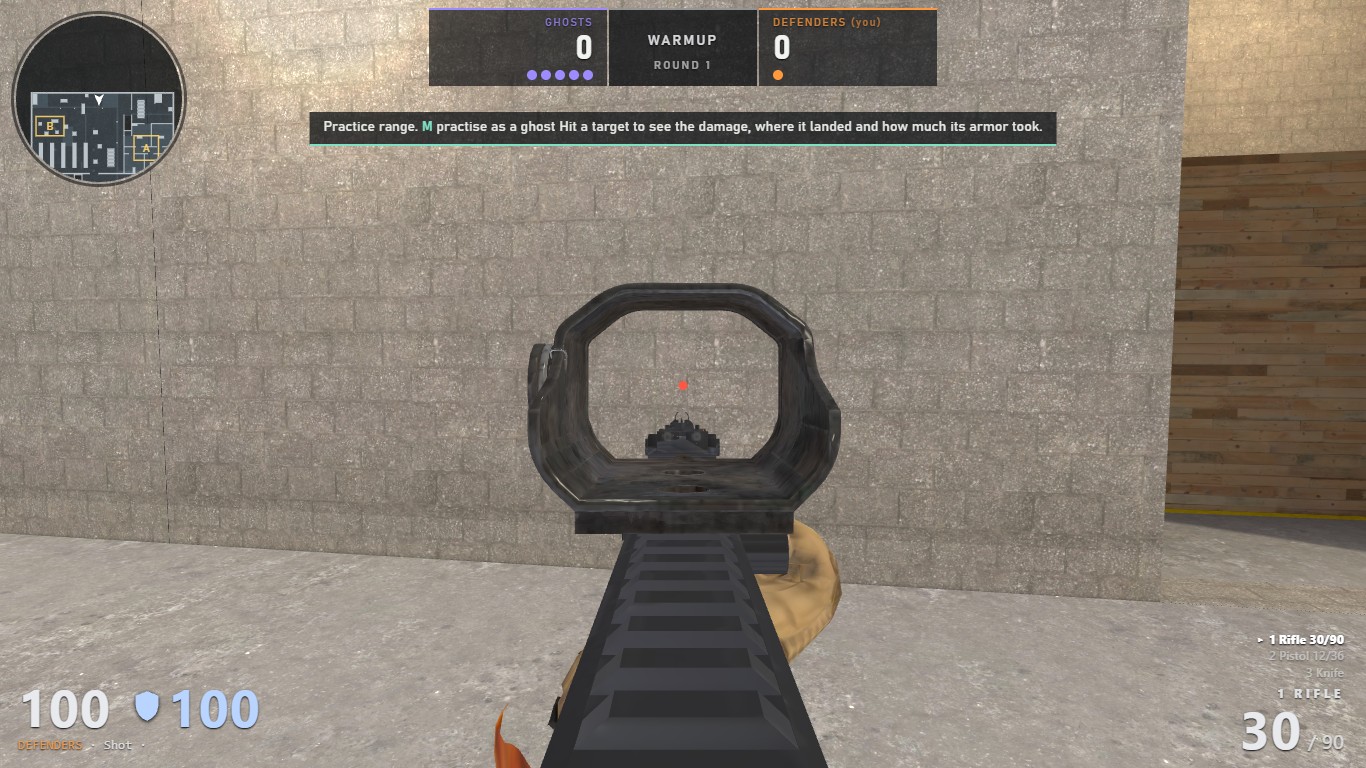 GHOSTS
0
WARMUP
ROUND 1
DEFENDERS (you)
0
B
A
Practice range. M practise as a ghost Hit a target to see the damage, where it landed and how much its armor took.
▸ 1 Rifle 30/90
2 Pistol 12/36
3 Knife
1 RIFLE
30 / 90
100 100
DEFENDERS · Shot ·